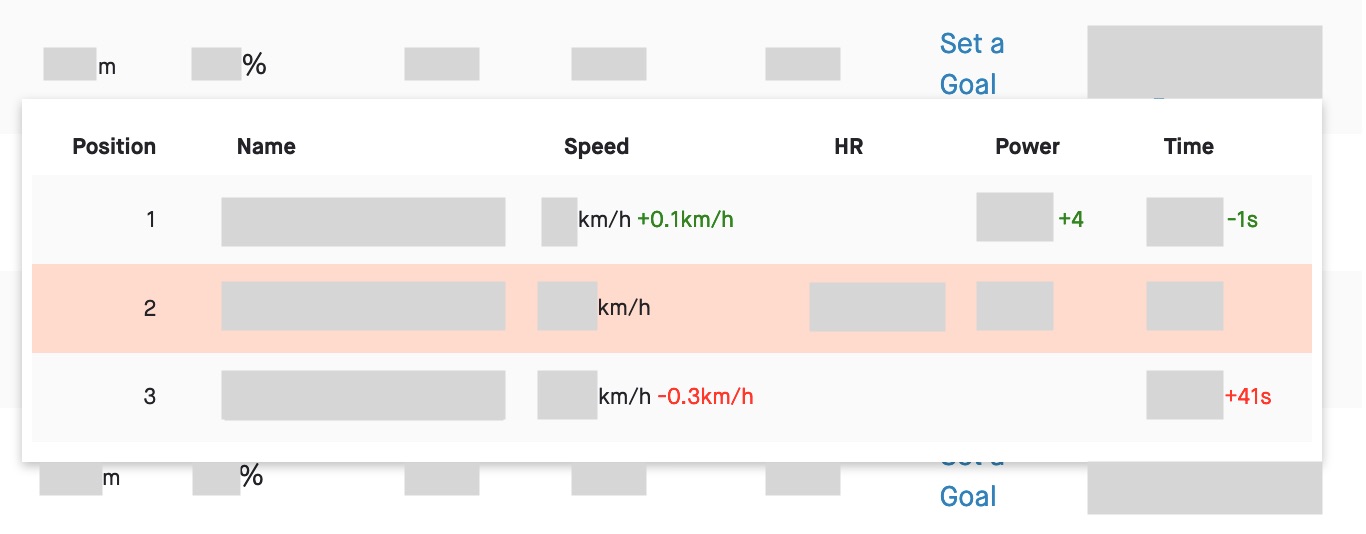 m % Set a
Goal
Position Name Speed HR Power Time
1 km/h +0.1km/h +4 -1s
2 km/h
3 km/h -0.3km/h +41s
m %
Goal